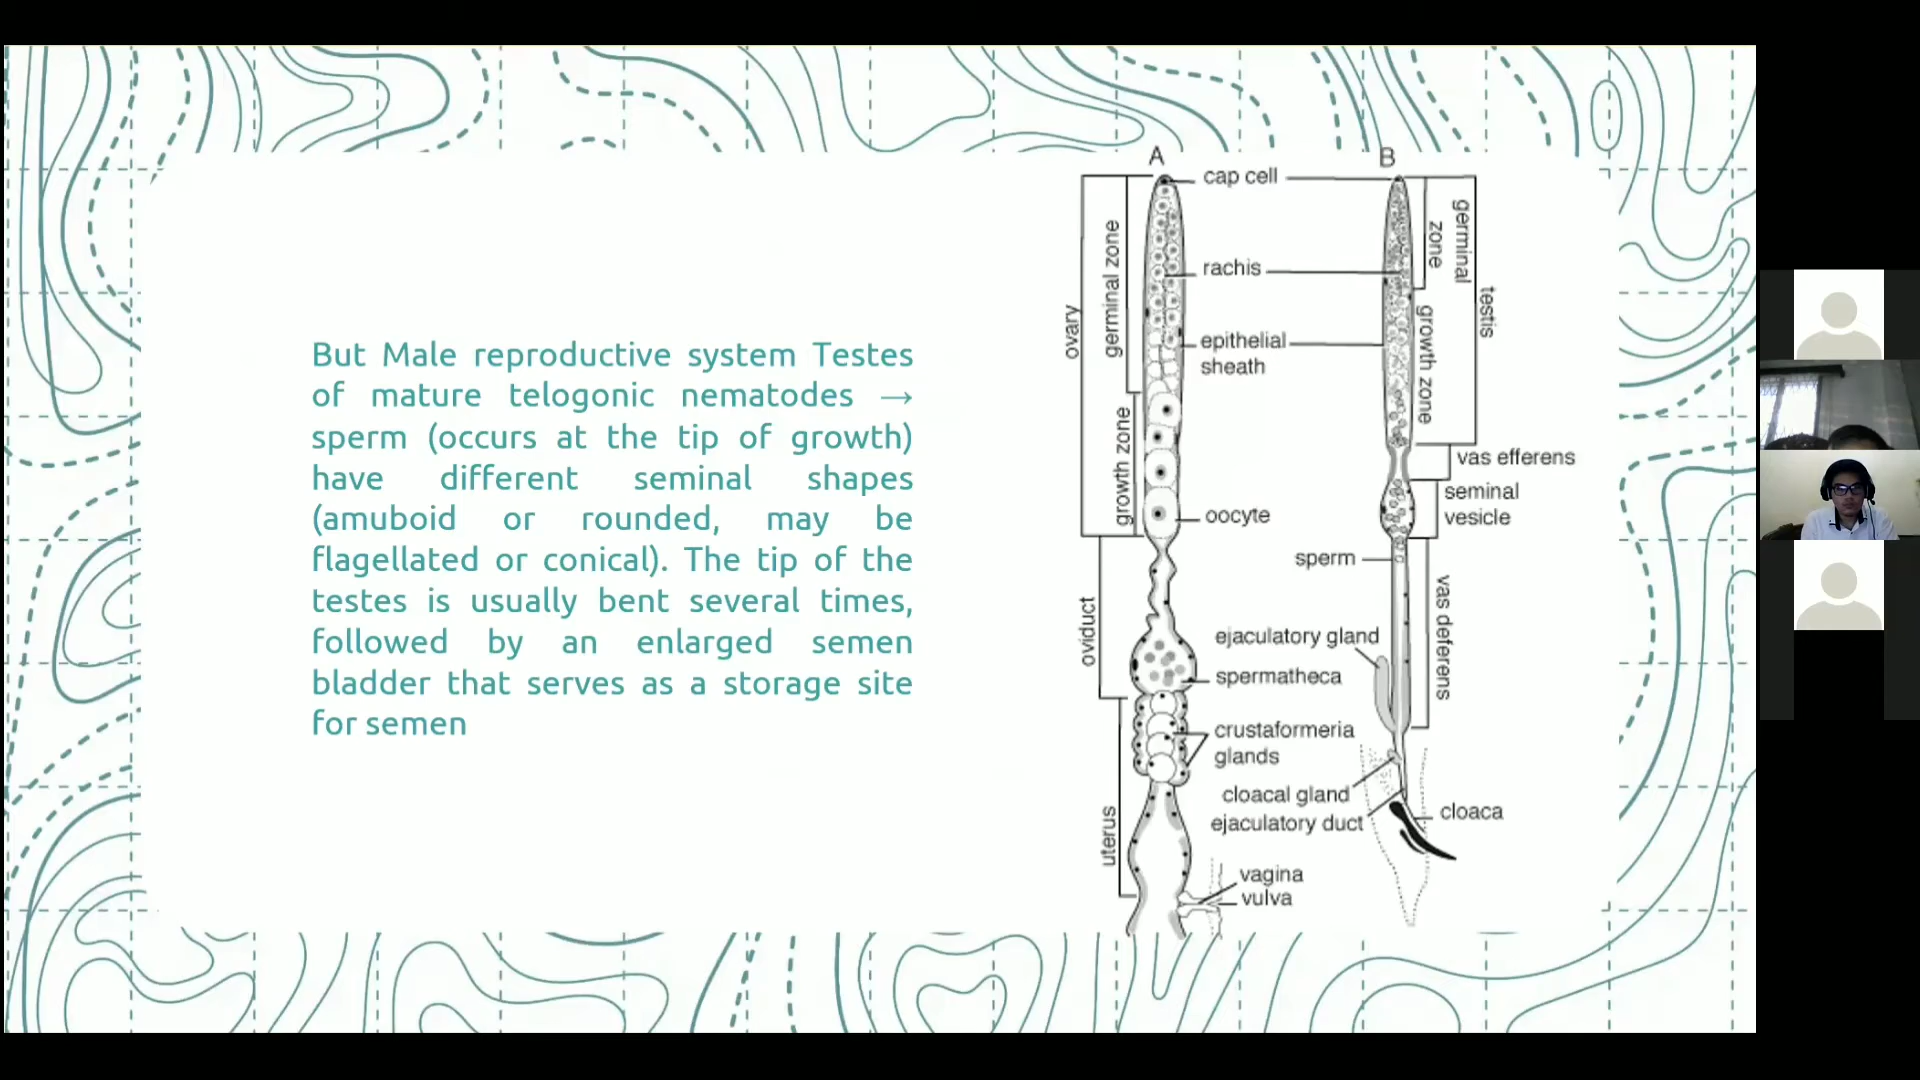 But Male reproductive system Testes
of mature telogonic nematodes →
sperm (occurs at the tip of growth)
have different seminal shapes
(amuboid or rounded, may be
flagellated or conical). The tip of the
testes is usually bent several times,
followed by an enlarged semen
bladder that serves as a storage site
for semen
A
B
cap cell
rachis
epithelial
sheath
oocyte
ovary
germinal zone
growth zone
oviduct
uterus
germinal
zone
growth zone
testis
vas efferens
seminal
vesicle
sperm
vas deferens
ejaculatory gland
spermatheca
crustaformeria
glands
cloacal gland
ejaculatory duct
cloaca
vagina
vulva